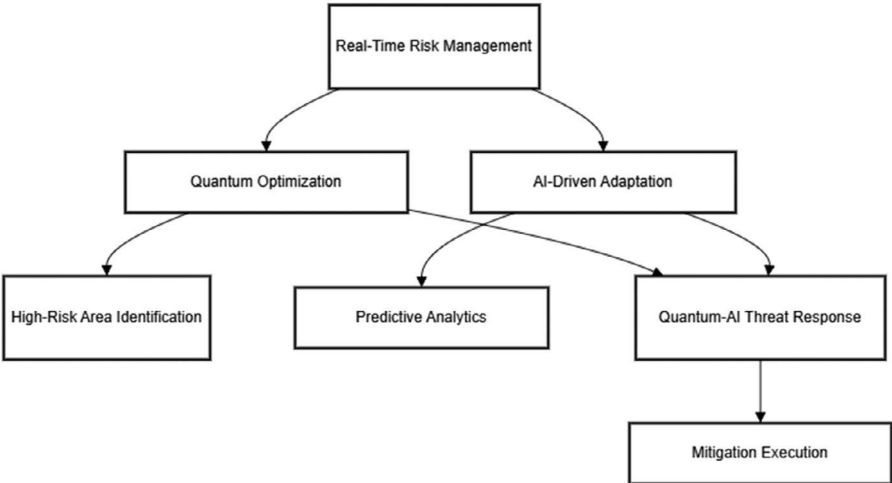 Real-Time Risk Management
Quantum Optimization
AI-Driven Adaptation
High-Risk Area Identification
Predictive Analytics
Quantum-AI Threat Response
Mitigation Execution